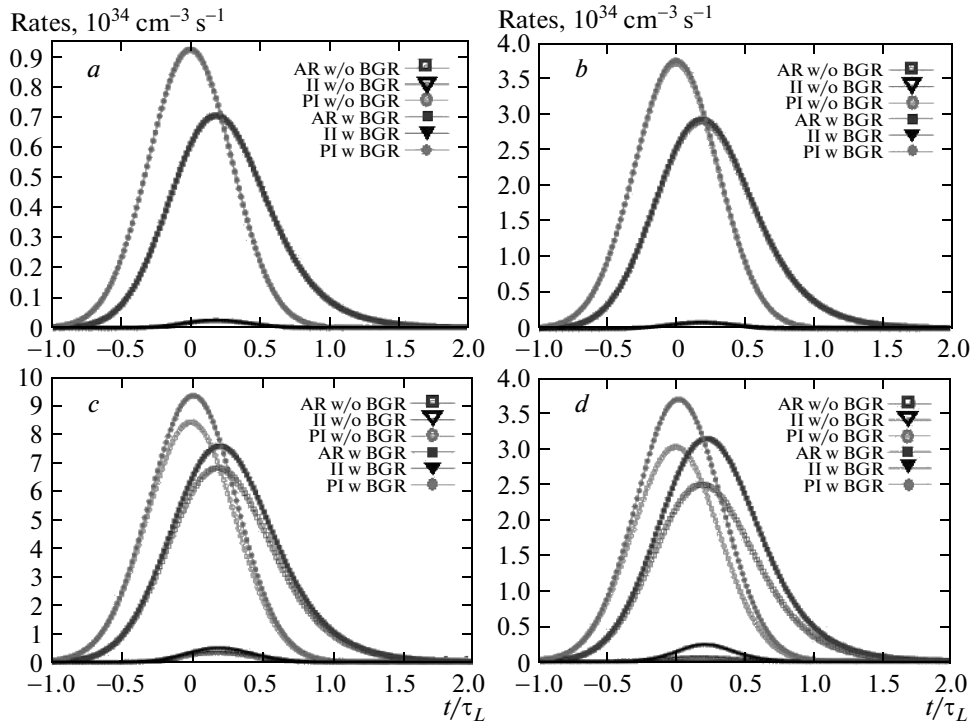 Rates, 10^34 cm^−3 s^−1
a
AR w/o BGR
II w/o BGR
PI w/o BGR
AR w BGR
II w BGR
PI w BGR
0.9
0.8
0.7
0.6
0.5
0.4
0.3
0.2
0.1
0
−1.0 −0.5 0 0.5 1.0 1.5 2.0
Rates, 10^34 cm^−3 s^−1
b
AR w/o BGR
II w/o BGR
PI w/o BGR
AR w BGR
II w BGR
PI w BGR
4.0
3.5
3.0
2.5
2.0
1.5
1.0
0.5
0
−1.0 −0.5 0 0.5 1.0 1.5 2.0
c
AR w/o BGR
II w/o BGR
PI w/o BGR
AR w BGR
II w BGR
PI w BGR
10
9
8
7
6
5
4
3
2
1
0
−1.0 −0.5 0 0.5 1.0 1.5 2.0
t/τL
d
AR w/o BGR
II w/o BGR
PI w/o BGR
AR w BGR
II w BGR
PI w BGR
4.0
3.5
3.0
2.5
2.0
1.5
1.0
0.5
0
−1.0 −0.5 0 0.5 1.0 1.5 2.0
t/τL